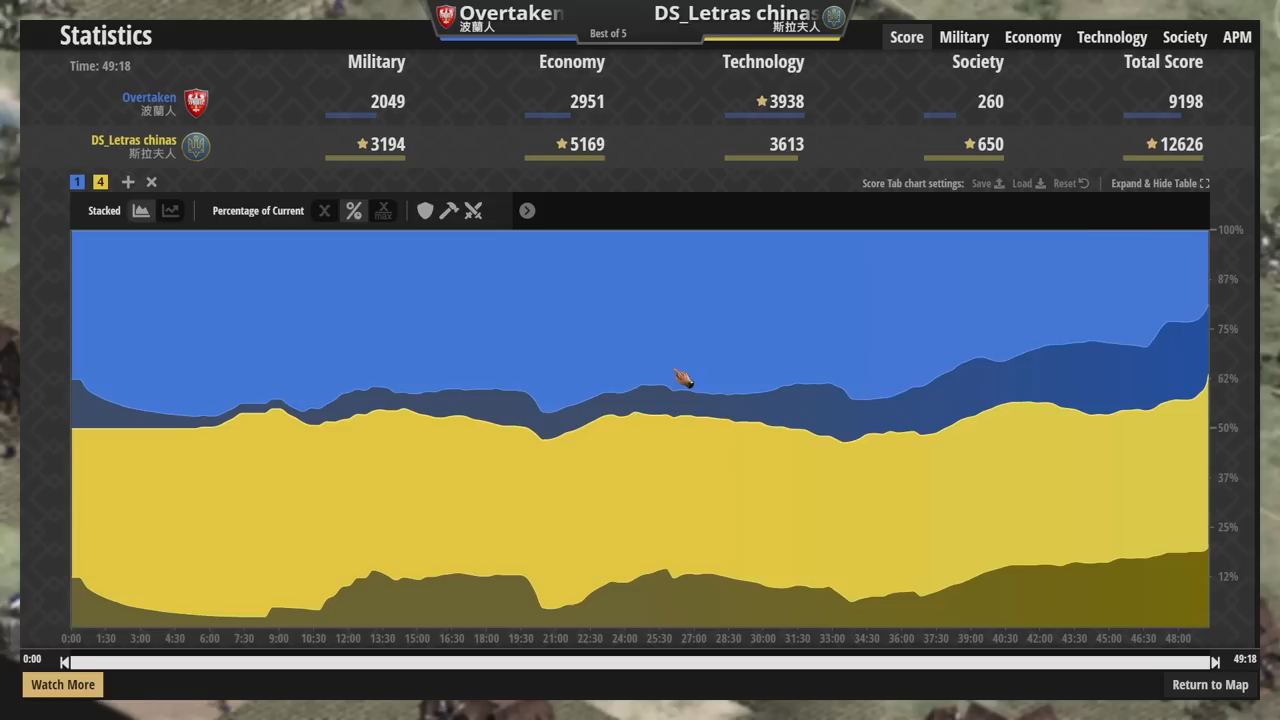 Overtaken
波蘭人
Best of 5
DS_Letras chinas
斯拉夫人
Statistics
Score Military Economy Technology Society APM
Time: 49:18
Military Economy Technology Society Total Score
Overtaken
波蘭人
2049 2951 3938 260 9198
DS_Letras chinas
斯拉夫人
3194 5169 3613 650 12626
1 4
Score Tab chart settings: Save Load Reset Expand & Hide Table
Stacked Percentage of Current X % X max
100%
87%
75%
62%
50%
37%
25%
12%
0:00 1:30 3:00 4:30 6:00 7:30 9:00 10:30 12:00 13:30 15:00 16:30 18:00 19:30 21:00 22:30 24:00 25:30 27:00 28:30 30:00 31:30 33:00 34:30 36:00 37:30 39:00 40:30 42:00 43:30 45:00 46:30 48:00
0:00 49:18
Watch More Return to Map